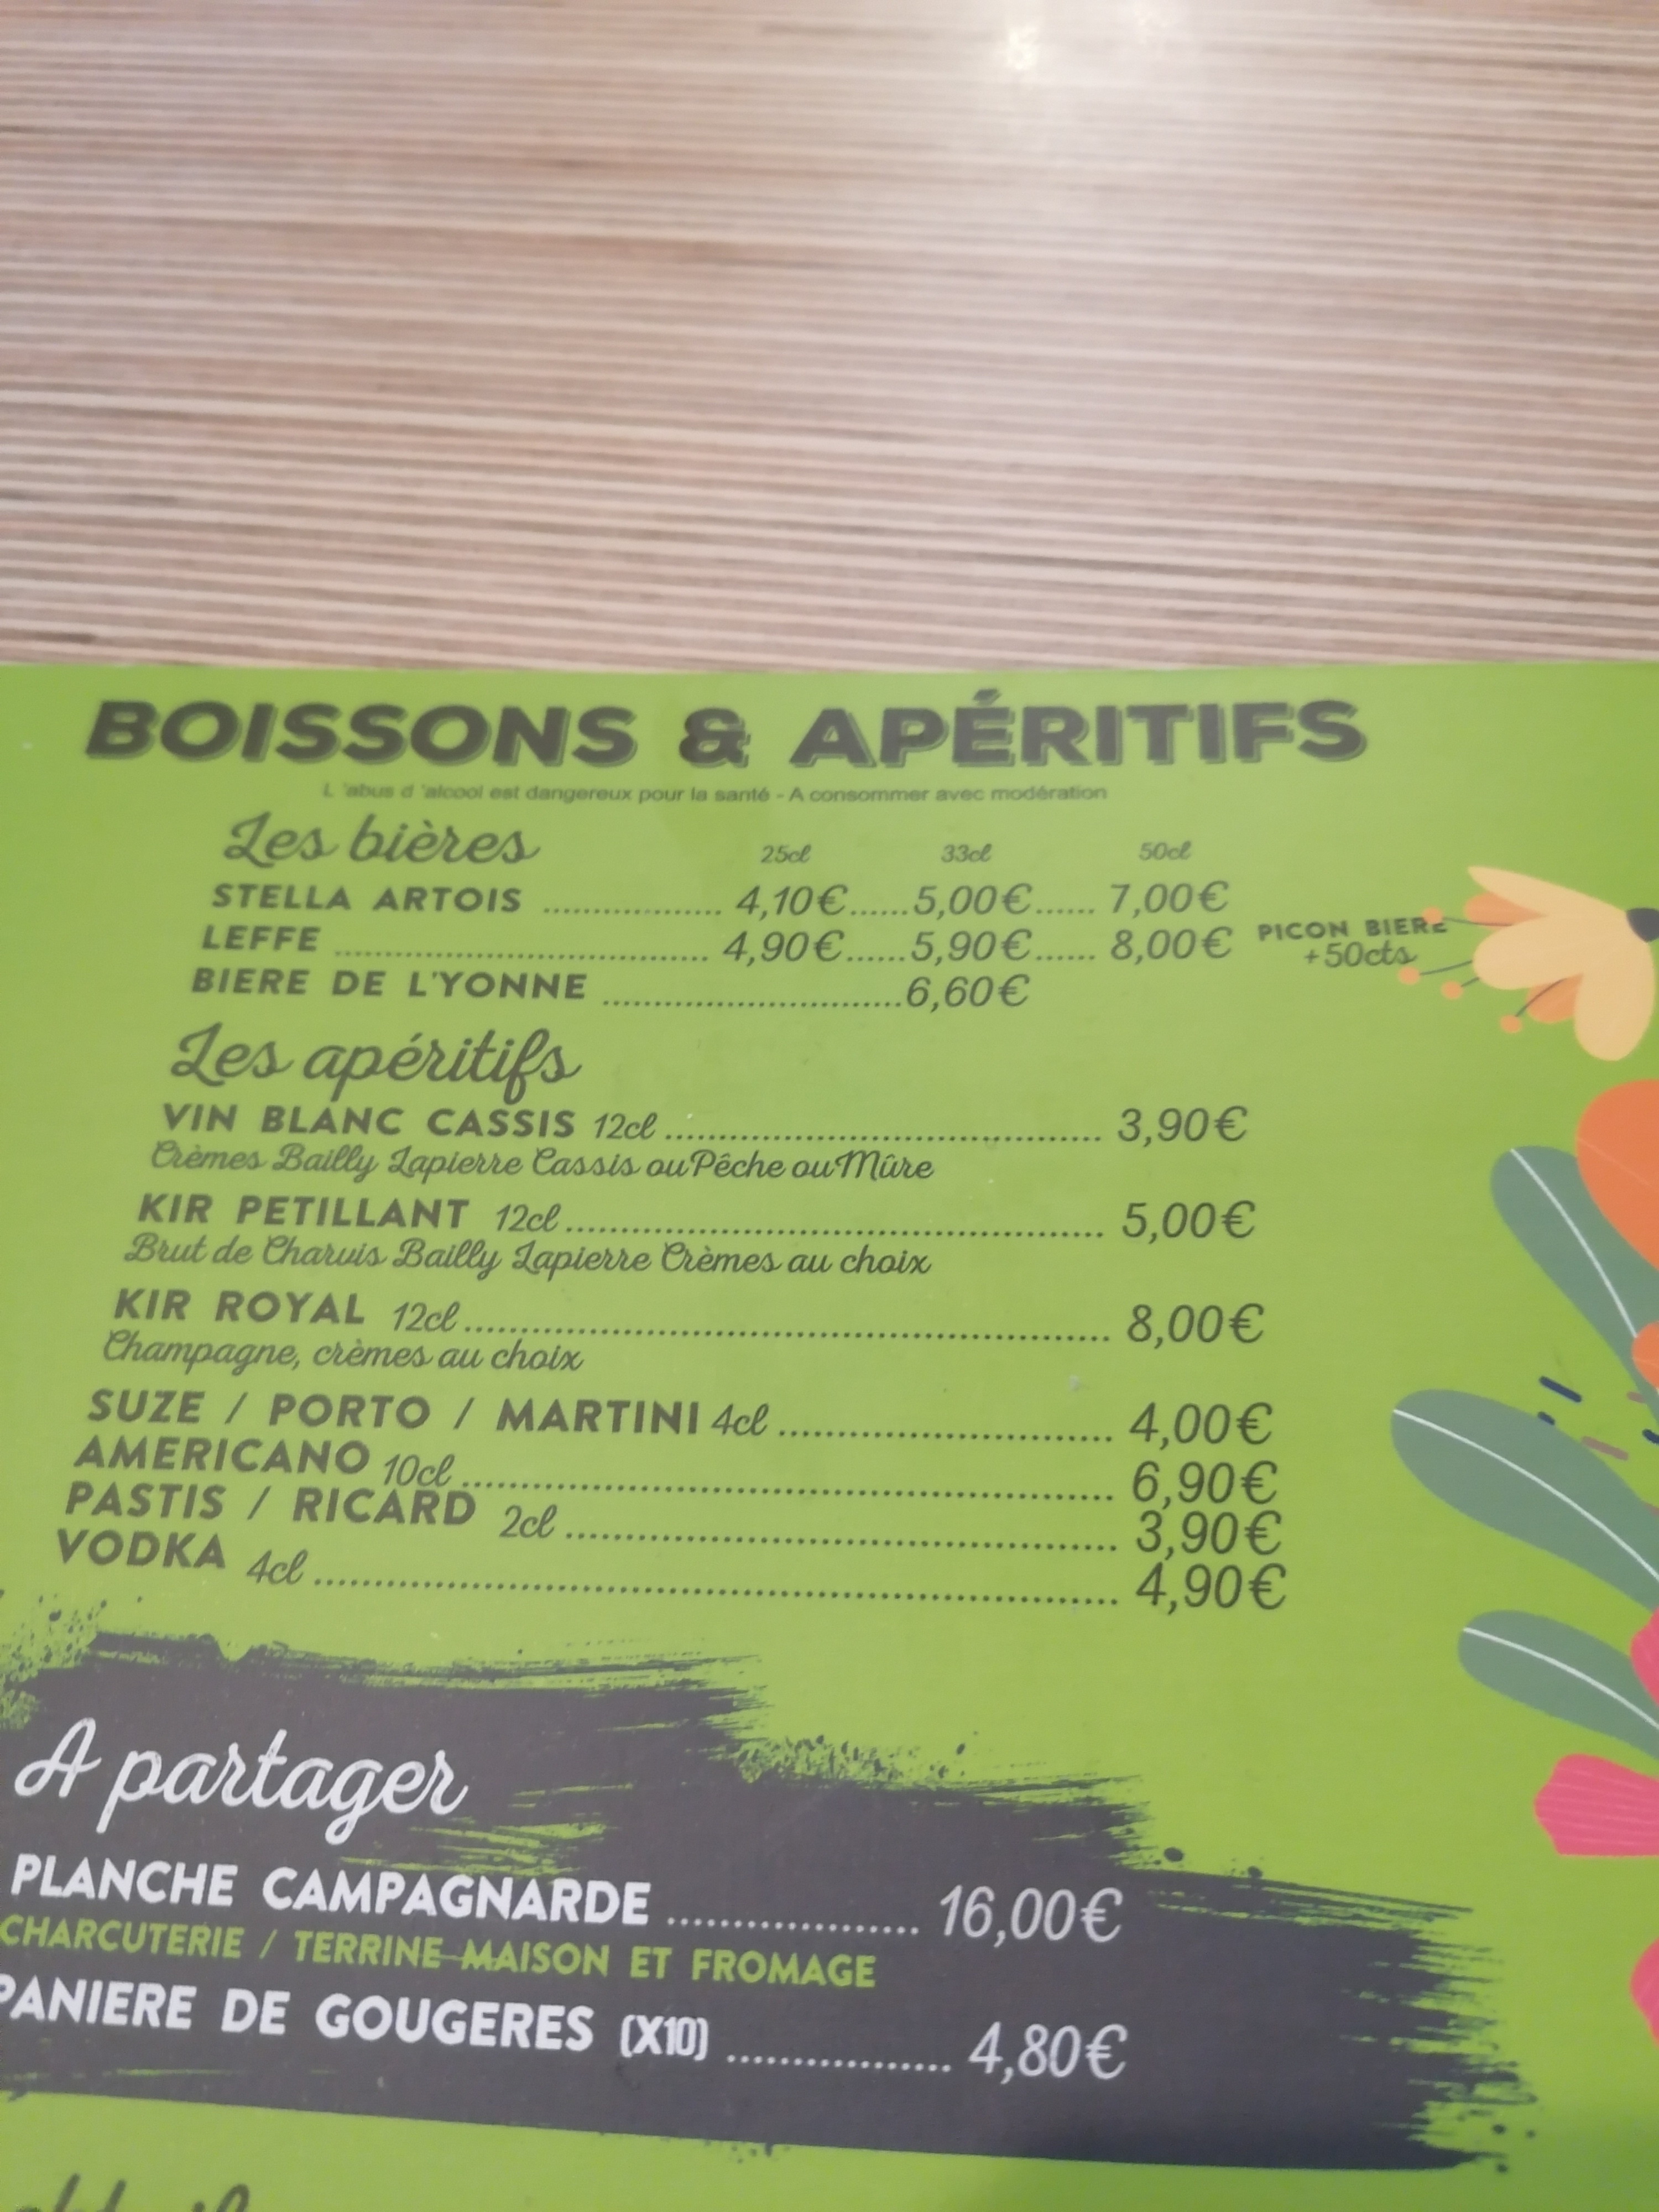 BOISSONS & APÉRITIFS
L 'abus d 'alcool est dangereux pour la santé - A consommer avec modération
Les bières 25cl 33cl 50cl
STELLA ARTOIS .................. 4,10€......5,00€...... 7,00€
LEFFE .................................... 4,90€......5,90€...... 8,00€
PICON BIERE
+50cts
BIERE DE L'YONNE .............................6,60€
Les apéritifs
VIN BLANC CASSIS 12cl ........................................... 3,90€
Crèmes Bailly Lapierre Cassis ou Pêche ou Mûre
KIR PETILLANT 12cl ..................................................... 5,00€
Brut de Charvis Bailly Lapierre Crèmes au choix
KIR ROYAL 12cl ............................................................... 8,00€
Champagne, crèmes au choix
SUZE / PORTO / MARTINI 4cl ................................. 4,00€
AMERICANO 10cl ................................................................ 6,90€
PASTIS / RICARD 2cl ...................................................... 3,90€
VODKA 4cl ............................................................................... 4,90€
A partager
PLANCHE CAMPAGNARDE ................... 16,00€
CHARCUTERIE / TERRINE MAISON ET FROMAGE
PANIERE DE GOUGERES (X10) ................. 4,80€